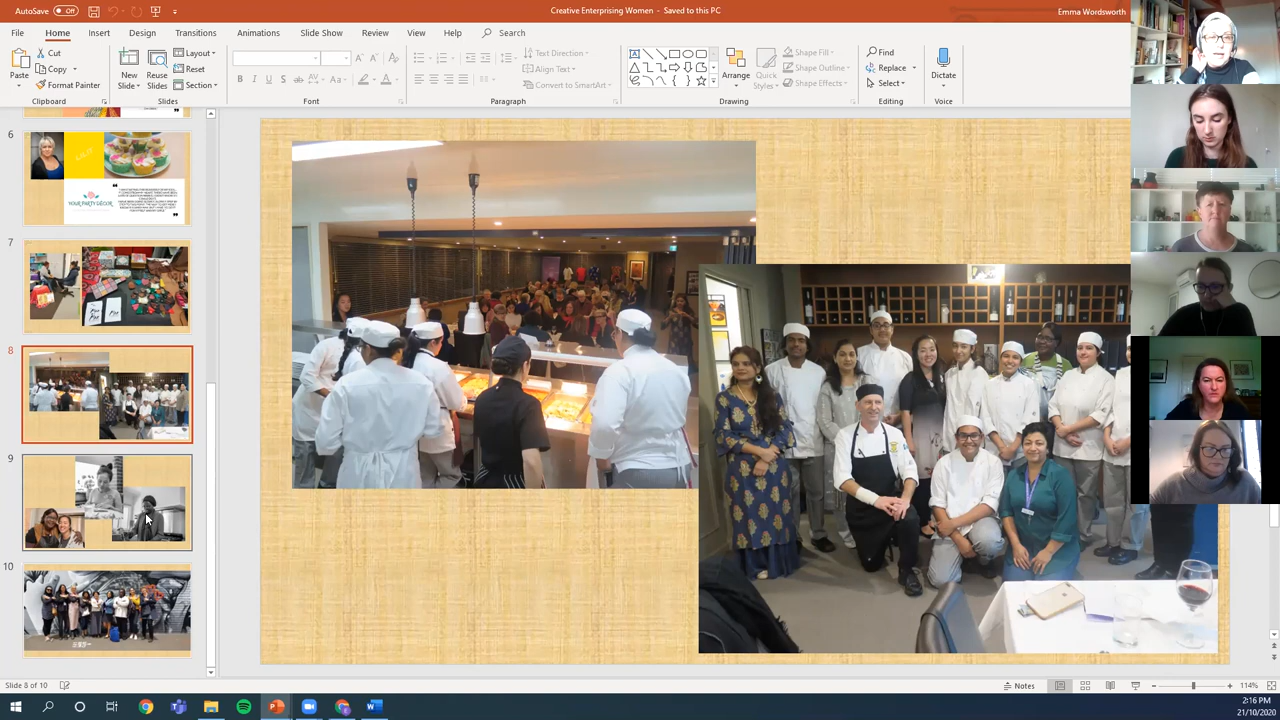 AutoSave Off
Creative Enterprising Women - Saved to this PC
Emma Wordsworth
File Home Insert Design Transitions Animations Slide Show Review View Help Search
Paste
Cut
Copy
Format Painter
Clipboard
New Slide
Reuse Slides
Layout
Reset
Section
Slides
B I U S ab AV Aa A
Font
Text Direction
Align Text
Convert to SmartArt
Paragraph
Arrange
Quick Styles
Shape Fill
Shape Outline
Shape Effects
Drawing
Find
Replace
Select
Editing
Dictate
Voice
6
YOUR PARTY DECOR
7
8
9
10
Slide 8 of 10
Notes
114%
2:16 PM
21/10/2020